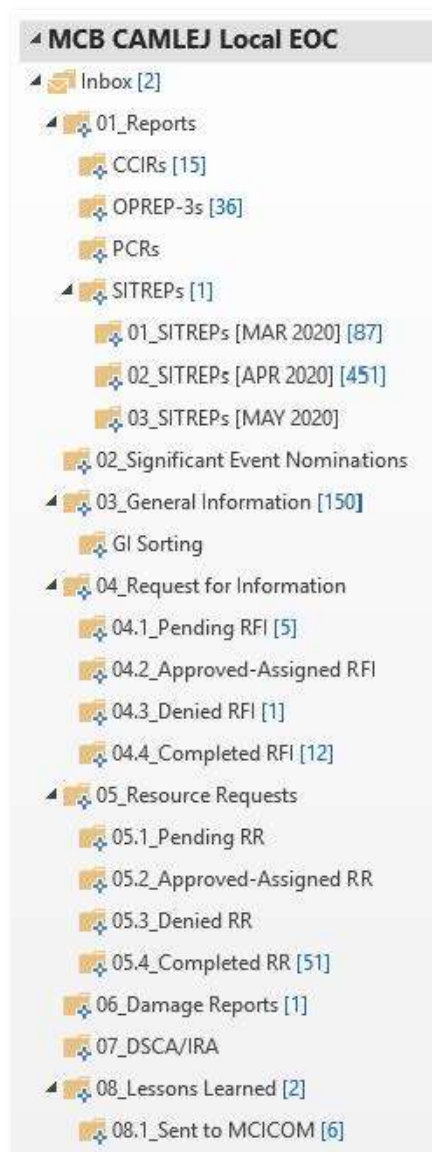 MCB CAMLEJ Local EOC
Inbox [2]
01_Reports
CCIRs [15]
OPREP-3s [36]
PCRs
SITREPs [1]
01_SITREPs [MAR 2020] [87]
02_SITREPs [APR 2020] [451]
03_SITREPs [MAY 2020]
02_Significant Event Nominations
03_General Information [150]
GI Sorting
04_Request for Information
04.1_Pending RFI [5]
04.2_Approved-Assigned RFI
04.3_Denied RFI [1]
04.4_Completed RFI [12]
05_Resource Requests
05.1_Pending RR
05.2_Approved-Assigned RR
05.3_Denied RR
05.4_Completed RR [51]
06_Damage Reports [1]
07_DSCA/IRA
08_Lessons Learned [2]
08.1_Sent to MCICOM [6]